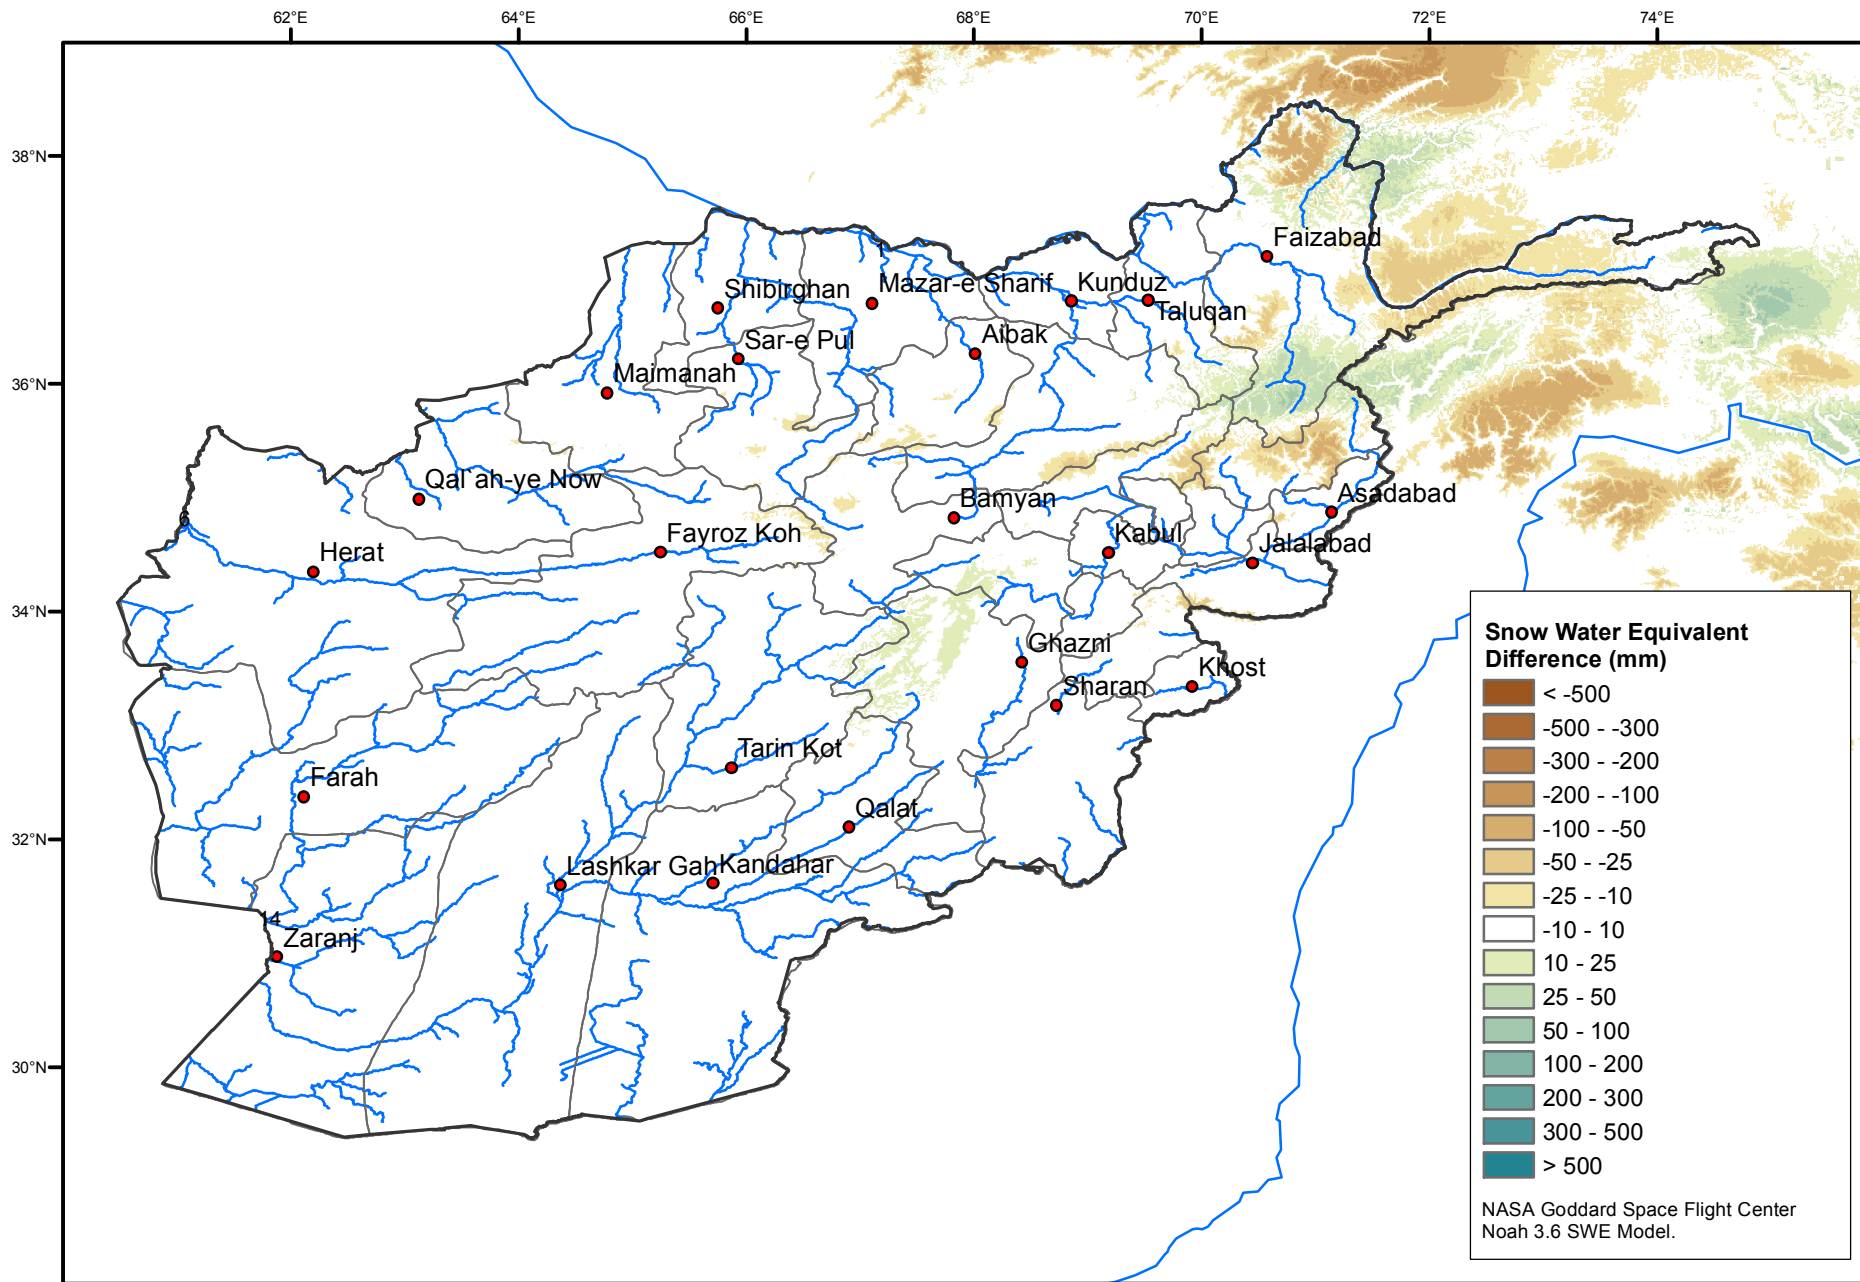 62°E 64°E 66°E 68°E 70°E 72°E 74°E
38°N
Faizabad
Shibirghan
Mazar-e Sharif
Kunduz
Taluqan
Sar-e Pul
Aibak
36°N
Maimanah
Qal ah-ye Now
Bamyan
Asadabad
6
Herat
Fayroz Koh
Kabul
Jalalabad
34°N
Ghazni
Khost
Sharan
Tarin Kot
Farah
Qalat
32°N
Lashkar Gah
Kandahar
14
Zaranj
30°N
Snow Water Equivalent
Difference (mm)
< -500
-500 - -300
-300 - -200
-200 - -100
-100 - -50
-50 - -25
-25 - -10
-10 - 10
10 - 25
25 - 50
50 - 100
100 - 200
200 - 300
300 - 500
> 500
NASA Goddard Space Flight Center
Noah 3.6 SWE Model.